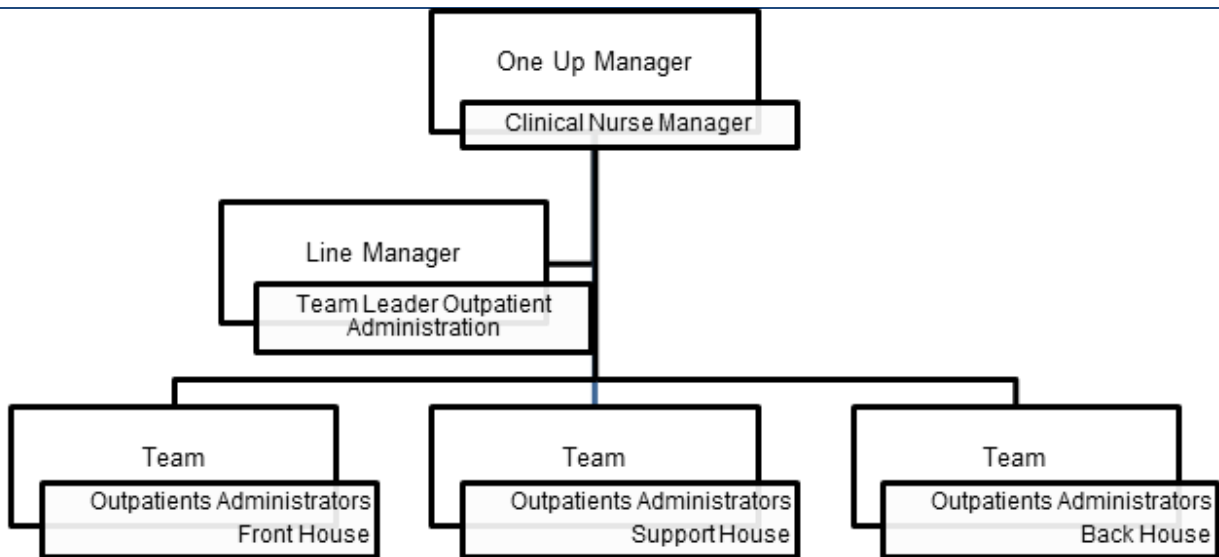 One Up Manager
Clinical Nurse Manager
Line Manager
Team Leader Outpatient
Administration
Team
Outpatients Administrators
Front House
Team
Outpatients Administrators
Support House
Team
Outpatients Administrators
Back House